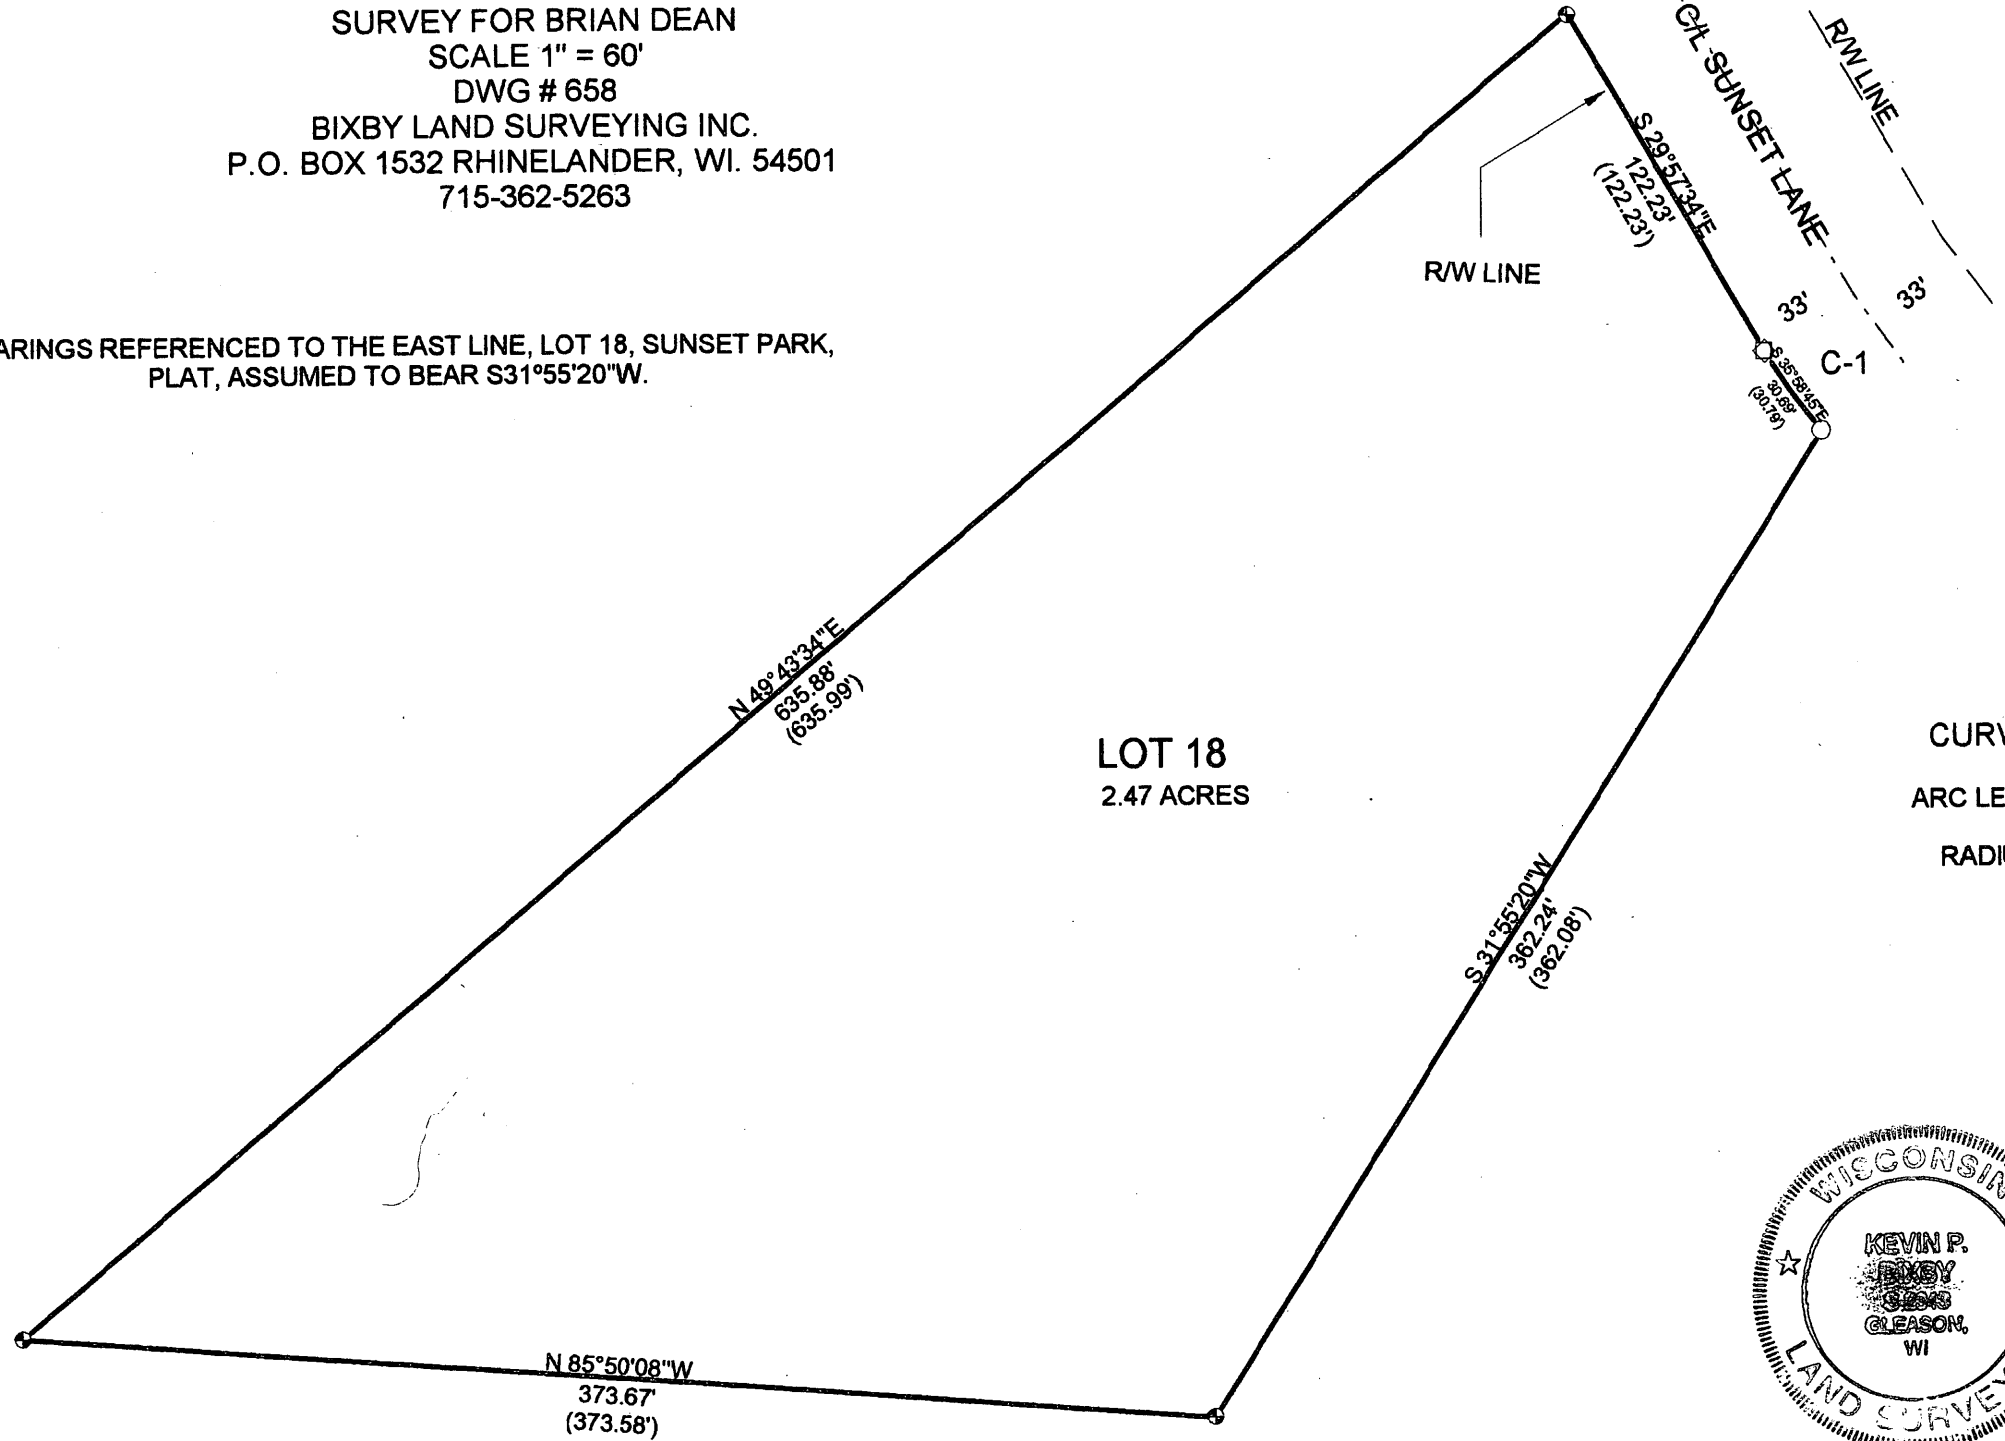 SURVEY FOR BRIAN DEAN
SCALE 1" = 60'
DWG # 658
BIXBY LAND SURVEYING INC.
P.O. BOX 1532 RHINELANDER, WI. 54501
715-362-5263
ARINGS REFERENCED TO THE EAST LINE, LOT 18, SUNSET PARK,
PLAT, ASSUMED TO BEAR S31°55'20"W.
C/L SUNSET LANE
R/W LINE
R/W LINE
S 29°57'34"E
122.23'
(122.23')
33'
33'
C-1
S 35°58'45"E
30.69'
(30.79')
N 49°43'34"E
635.88'
(635.99')
LOT 18
2.47 ACRES
S 31°55'20"W
362.24'
(362.08')
CURV
ARC LE
RADIU
N 85°50'08"W
373.67'
(373.58')
WISCONSIN
KEVIN P.
BIXBY
GLEASON,
WI
LAND SURVEY